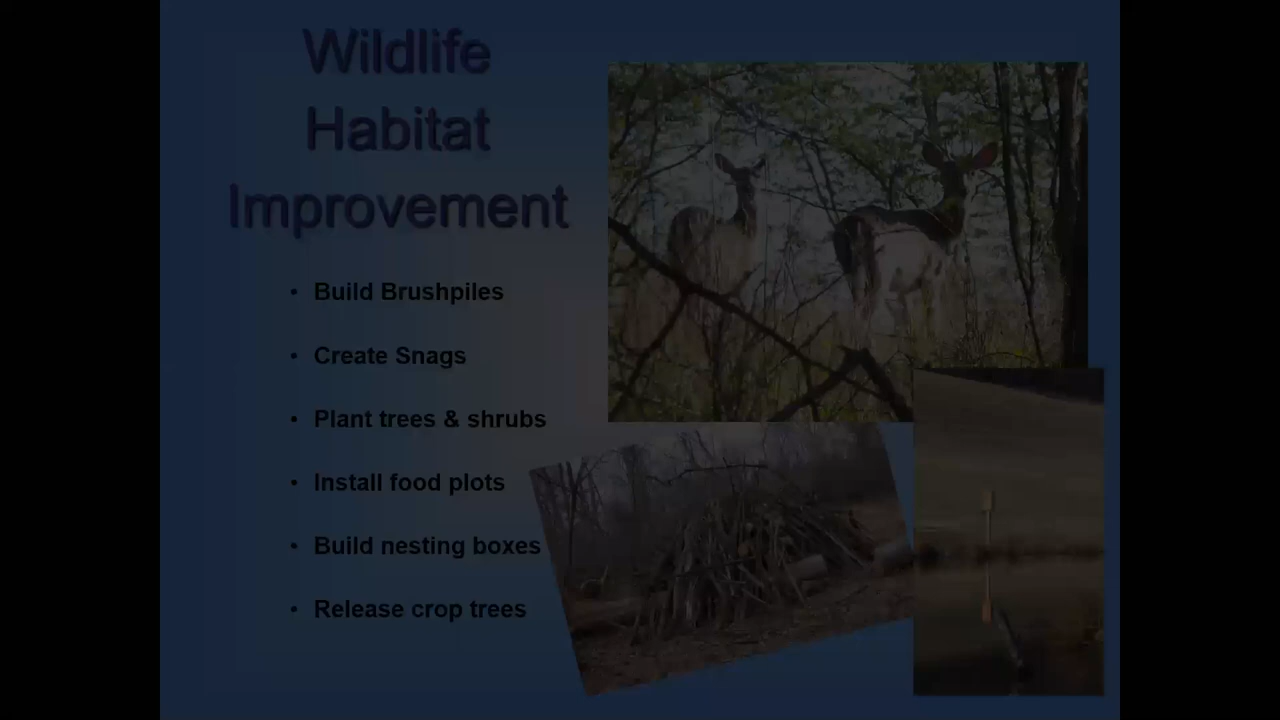 Wildlife
Habitat
Improvement
• Build Brushpiles
• Create Snags
• Plant trees & shrubs
• Install food plots
• Build nesting boxes
• Release crop trees